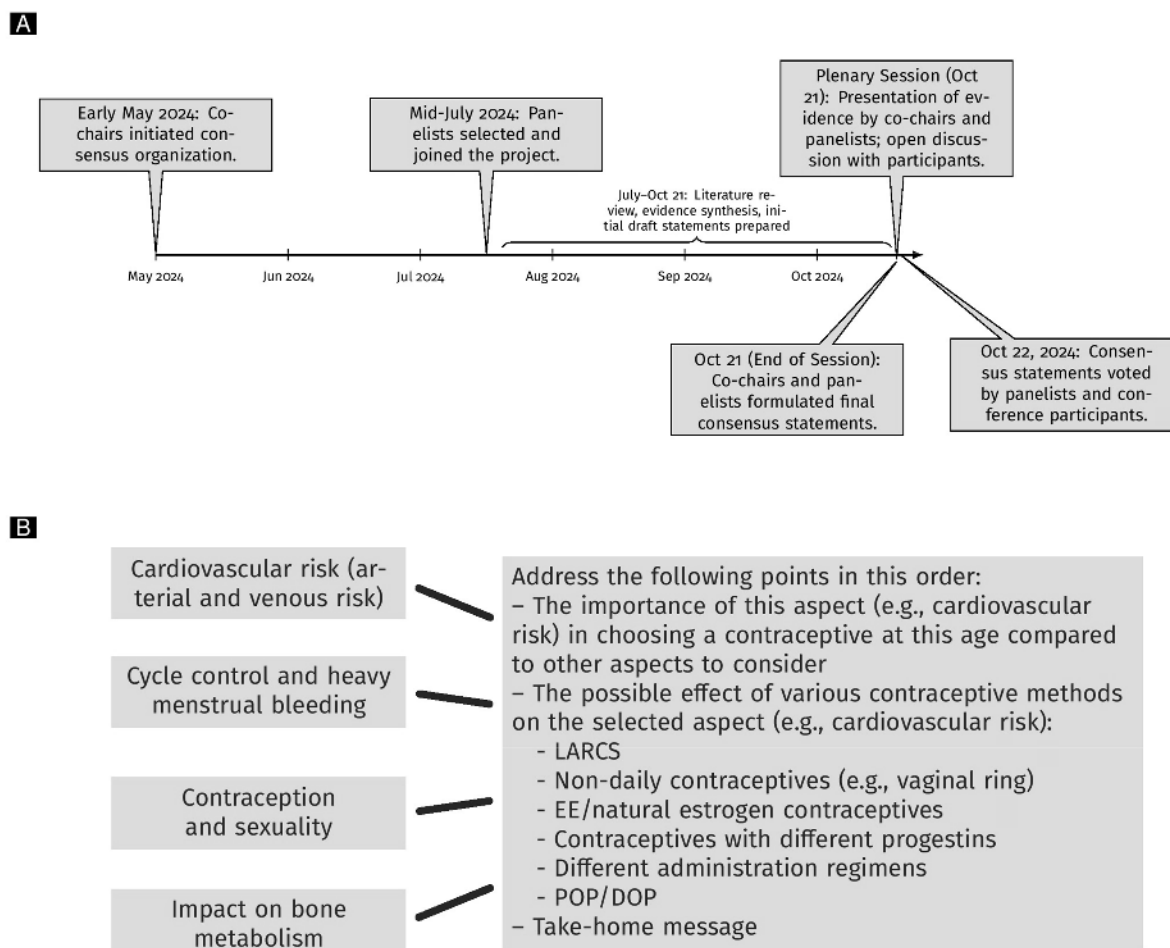 A
Early May 2024: Co-
chairs initiated con-
sensus organization.
Mid-July 2024: Pan-
elists selected and
joined the project.
Plenary Session (Oct
21): Presentation of ev-
idence by co-chairs and
panelists; open discus-
sion with participants.
July–Oct 21: Literature re-
view, evidence synthesis, ini-
tial draft statements prepared
May 2024
Jun 2024
Jul 2024
Aug 2024
Sep 2024
Oct 2024
Oct 21 (End of Session):
Co-chairs and pan-
elists formulated final
consensus statements.
Oct 22, 2024: Consen-
sus statements voted
by panelists and con-
ference participants.
B
Cardiovascular risk (ar-
terial and venous risk)
Cycle control and heavy
menstrual bleeding
Contraception
and sexuality
Impact on bone
metabolism
Address the following points in this order:
– The importance of this aspect (e.g., cardiovascular
risk) in choosing a contraceptive at this age compared
to other aspects to consider
– The possible effect of various contraceptive methods
on the selected aspect (e.g., cardiovascular risk):
- LARCS
- Non-daily contraceptives (e.g., vaginal ring)
- EE/natural estrogen contraceptives
- Contraceptives with different progestins
- Different administration regimens
- POP/DOP
– Take-home message